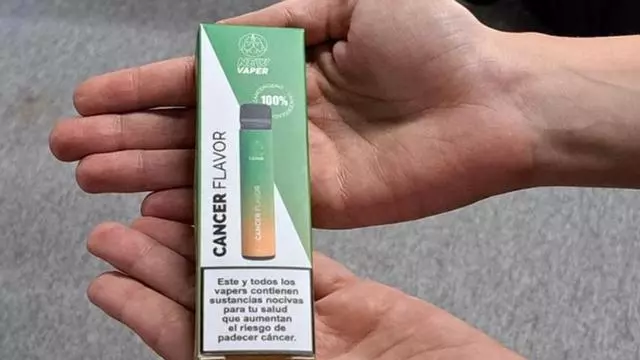 NEW
VAPER
100%
CANCER FLAVOR
CANCER FLAVOR
Este y todos los
vapers contienen
sustancias nocivas
para tu salud
que aumentan
el riesgo de
padecer cáncer.